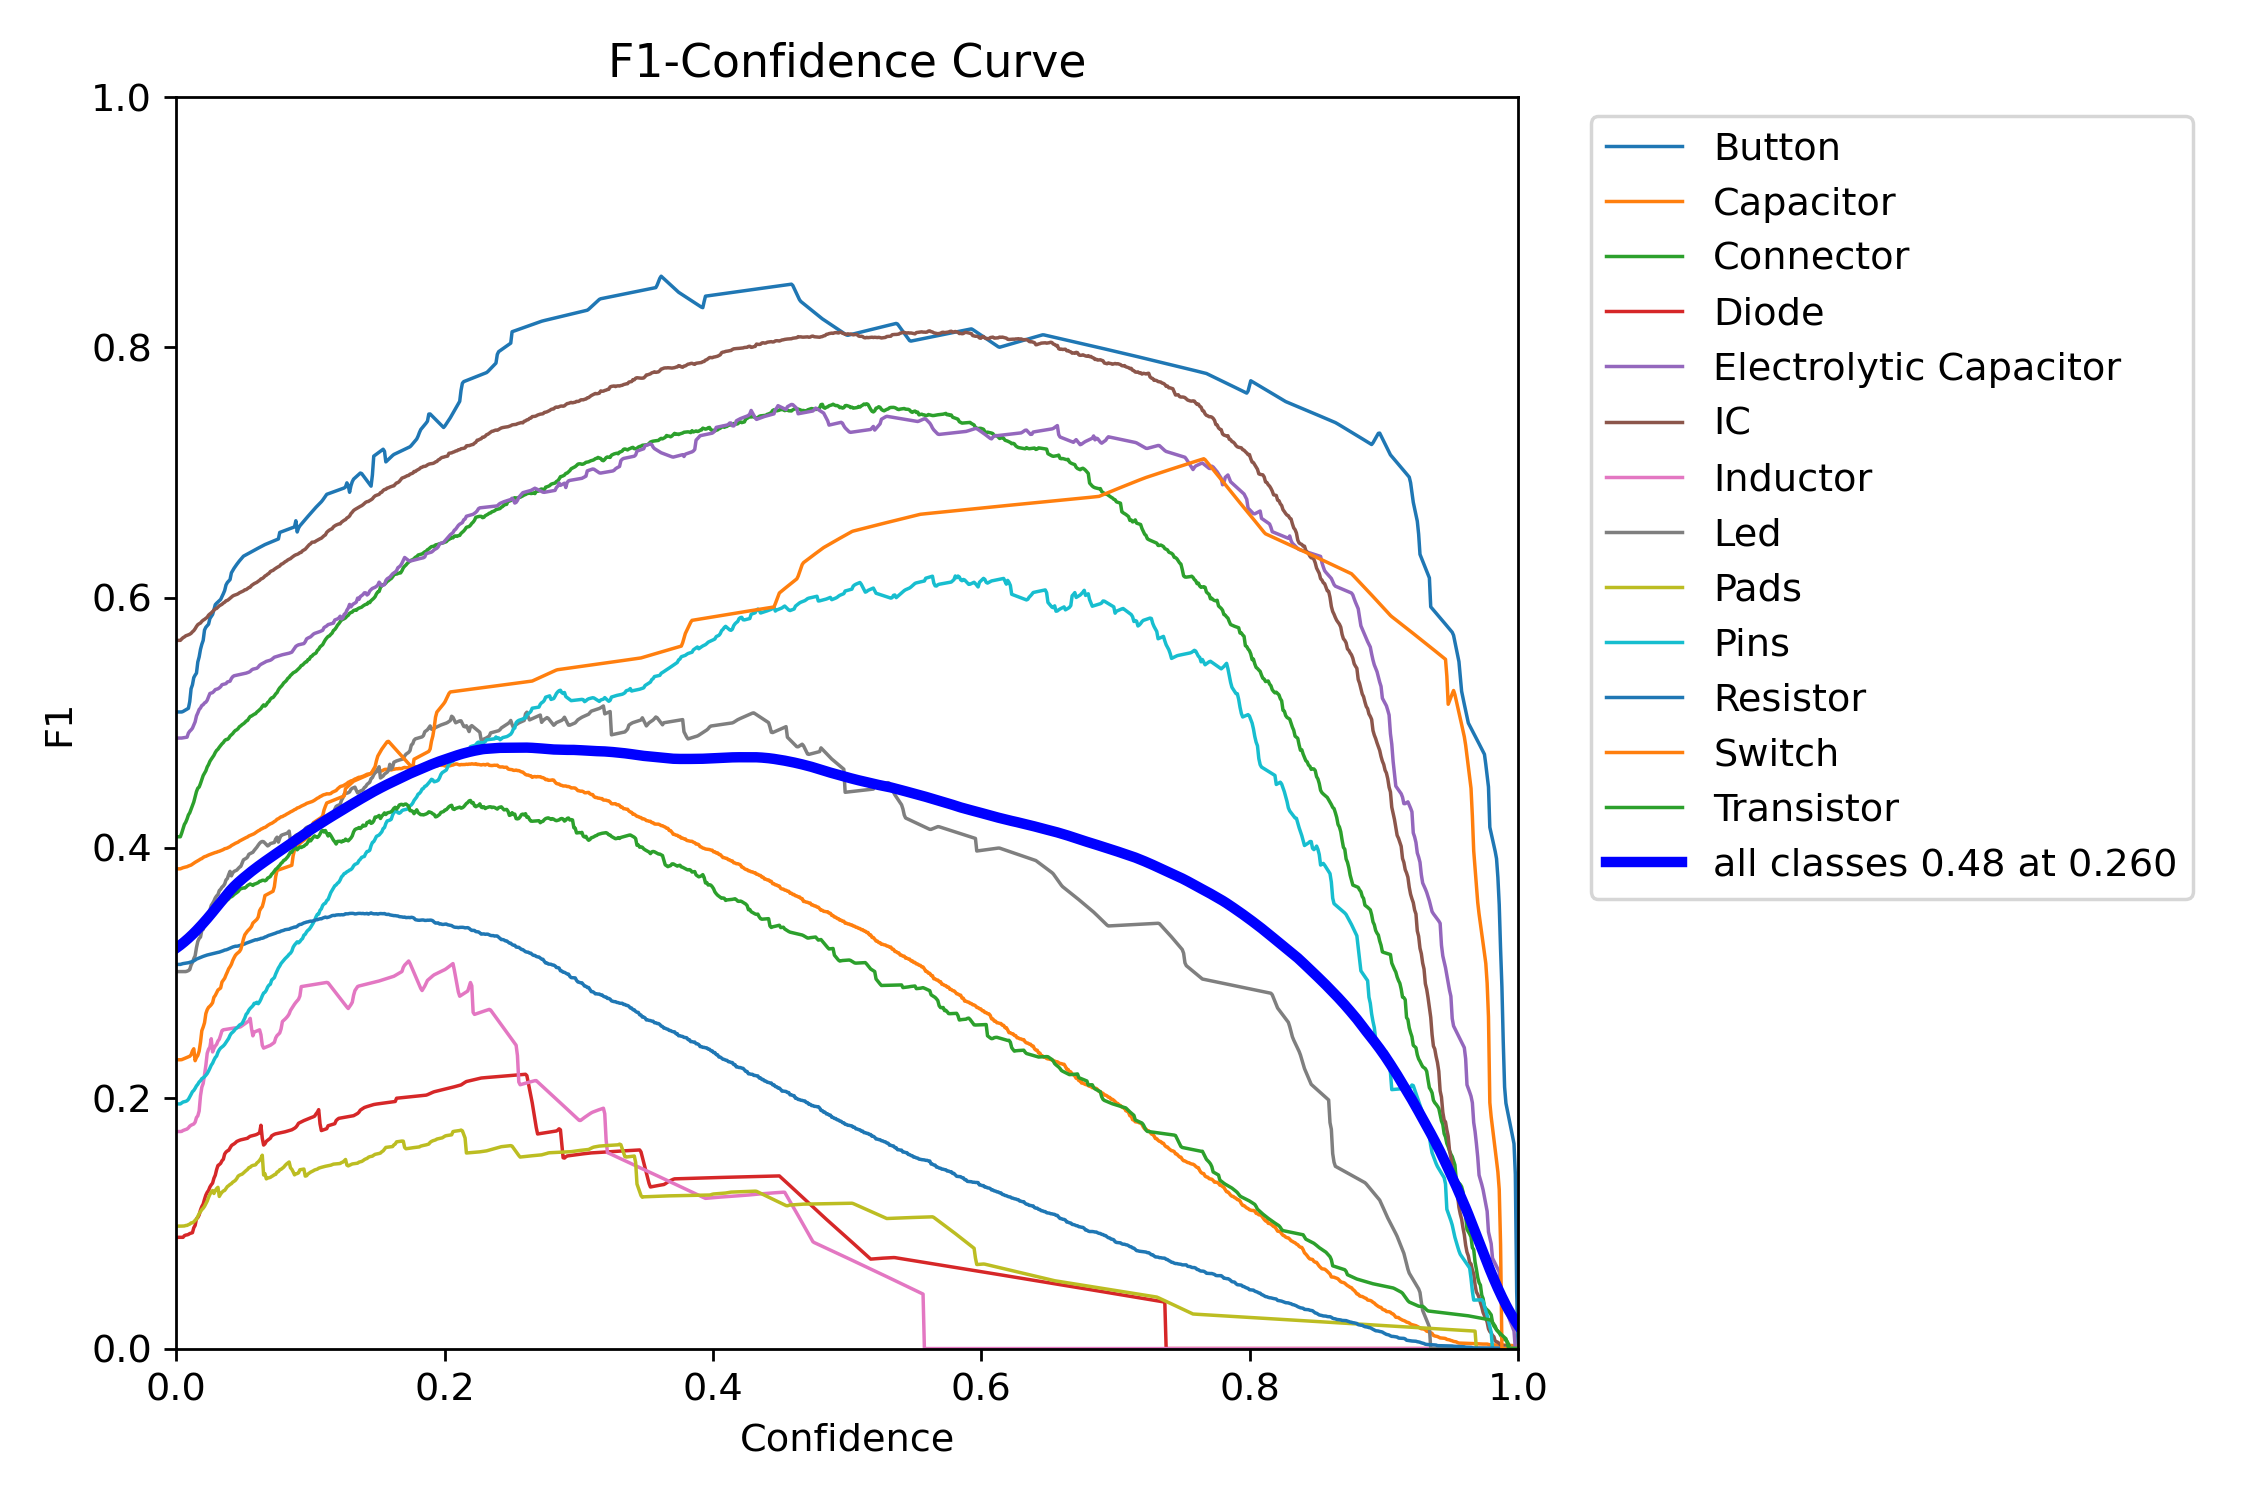 F1-Confidence Curve
1.0
0.8
0.6
0.4
0.2
0.0
F1
0.0 0.2 0.4 0.6 0.8 1.0
Confidence
Button
Capacitor
Connector
Diode
Electrolytic Capacitor
IC
Inductor
Led
Pads
Pins
Resistor
Switch
Transistor
all classes 0.48 at 0.260